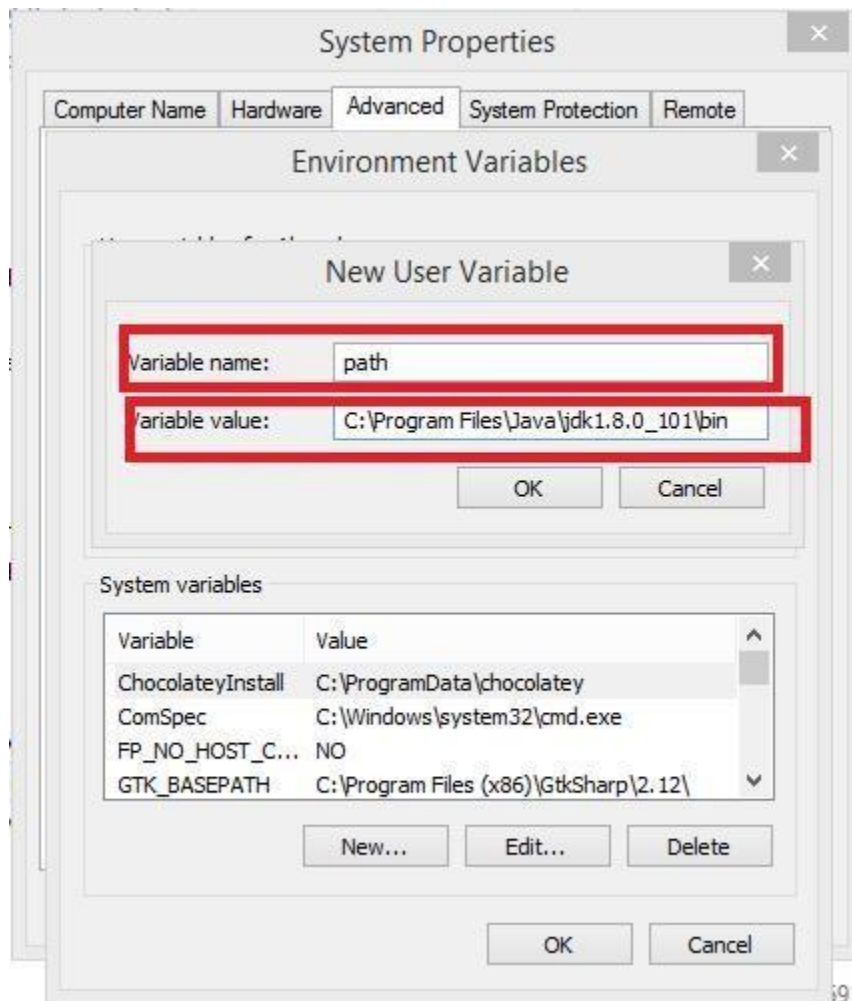 System Properties
Computer Name Hardware Advanced System Protection Remote
Environment Variables
New User Variable
Variable name: path
Variable value: C:\Program Files\Java\jdk1.8.0_101\bin
OK Cancel
System variables
Variable Value
ChocolateyInstall C:\ProgramData\chocolatey
ComSpec C:\Windows\system32\cmd.exe
FP_NO_HOST_C... NO
GTK_BASEPATH C:\Program Files (x86)\GtkSharp\2.12\
New... Edit... Delete
OK Cancel